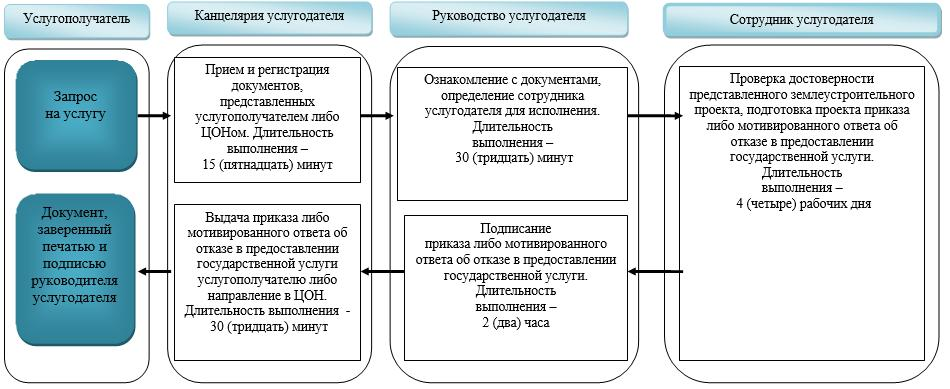 Услугополучатель
Канцелярия услугодателя
Руководство услугодателя
Сотрудник услугодателя
Запрос
на услугу
Прием и регистрация
документов,
представленных
услугополучателем либо
ЦОНом. Длительность
выполнения –
15 (пятнадцать) минут
Ознакомление с документами,
определение сотрудника
услугодателя для исполнения.
Длительность
выполнения –
30 (тридцать) минут
Проверка достоверности
представленного землеустроительного
проекта, подготовка проекта приказа
либо мотивированного ответа об
отказе в предоставлении
государственной услуги.
Длительность
выполнения –
4 (четыре) рабочих дня
Документ,
заверенный
печатью и
подписью
руководителя
услугодателя
Выдача приказа либо
мотивированного ответа об
отказе в предоставлении
государственной услуги
услугополучателю либо
направление в ЦОН.
Длительность выполнения -
30 (тридцать) минут
Подписание
приказа либо мотивированного
ответа об отказе в предоставлении
государственной услуги.
Длительность
выполнения –
2 (два) часа